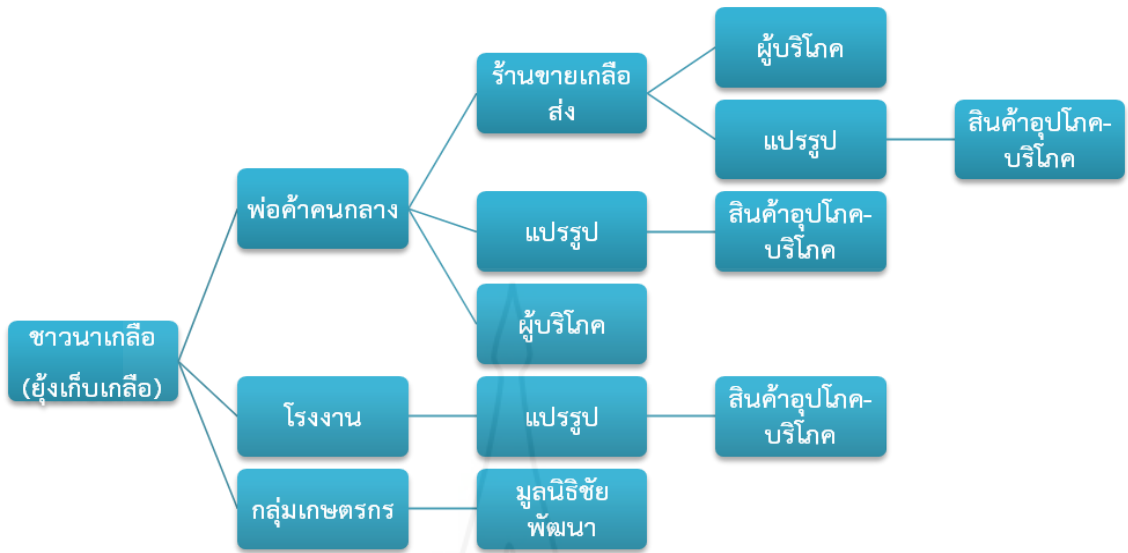 ผู้บริโภค
ร้านขายเกลือ
ส่ง
แปรรูป
สินค้าอุปโภค-
บริโภค
พ่อค้าคนกลาง
แปรรูป
สินค้าอุปโภค-
บริโภค
ผู้บริโภค
ชาวนาเกลือ
(ยุ้งเก็บเกลือ)
โรงงาน
แปรรูป
สินค้าอุปโภค-
บริโภค
กลุ่มเกษตรกร
มูลนิธิชัย
พัฒนา